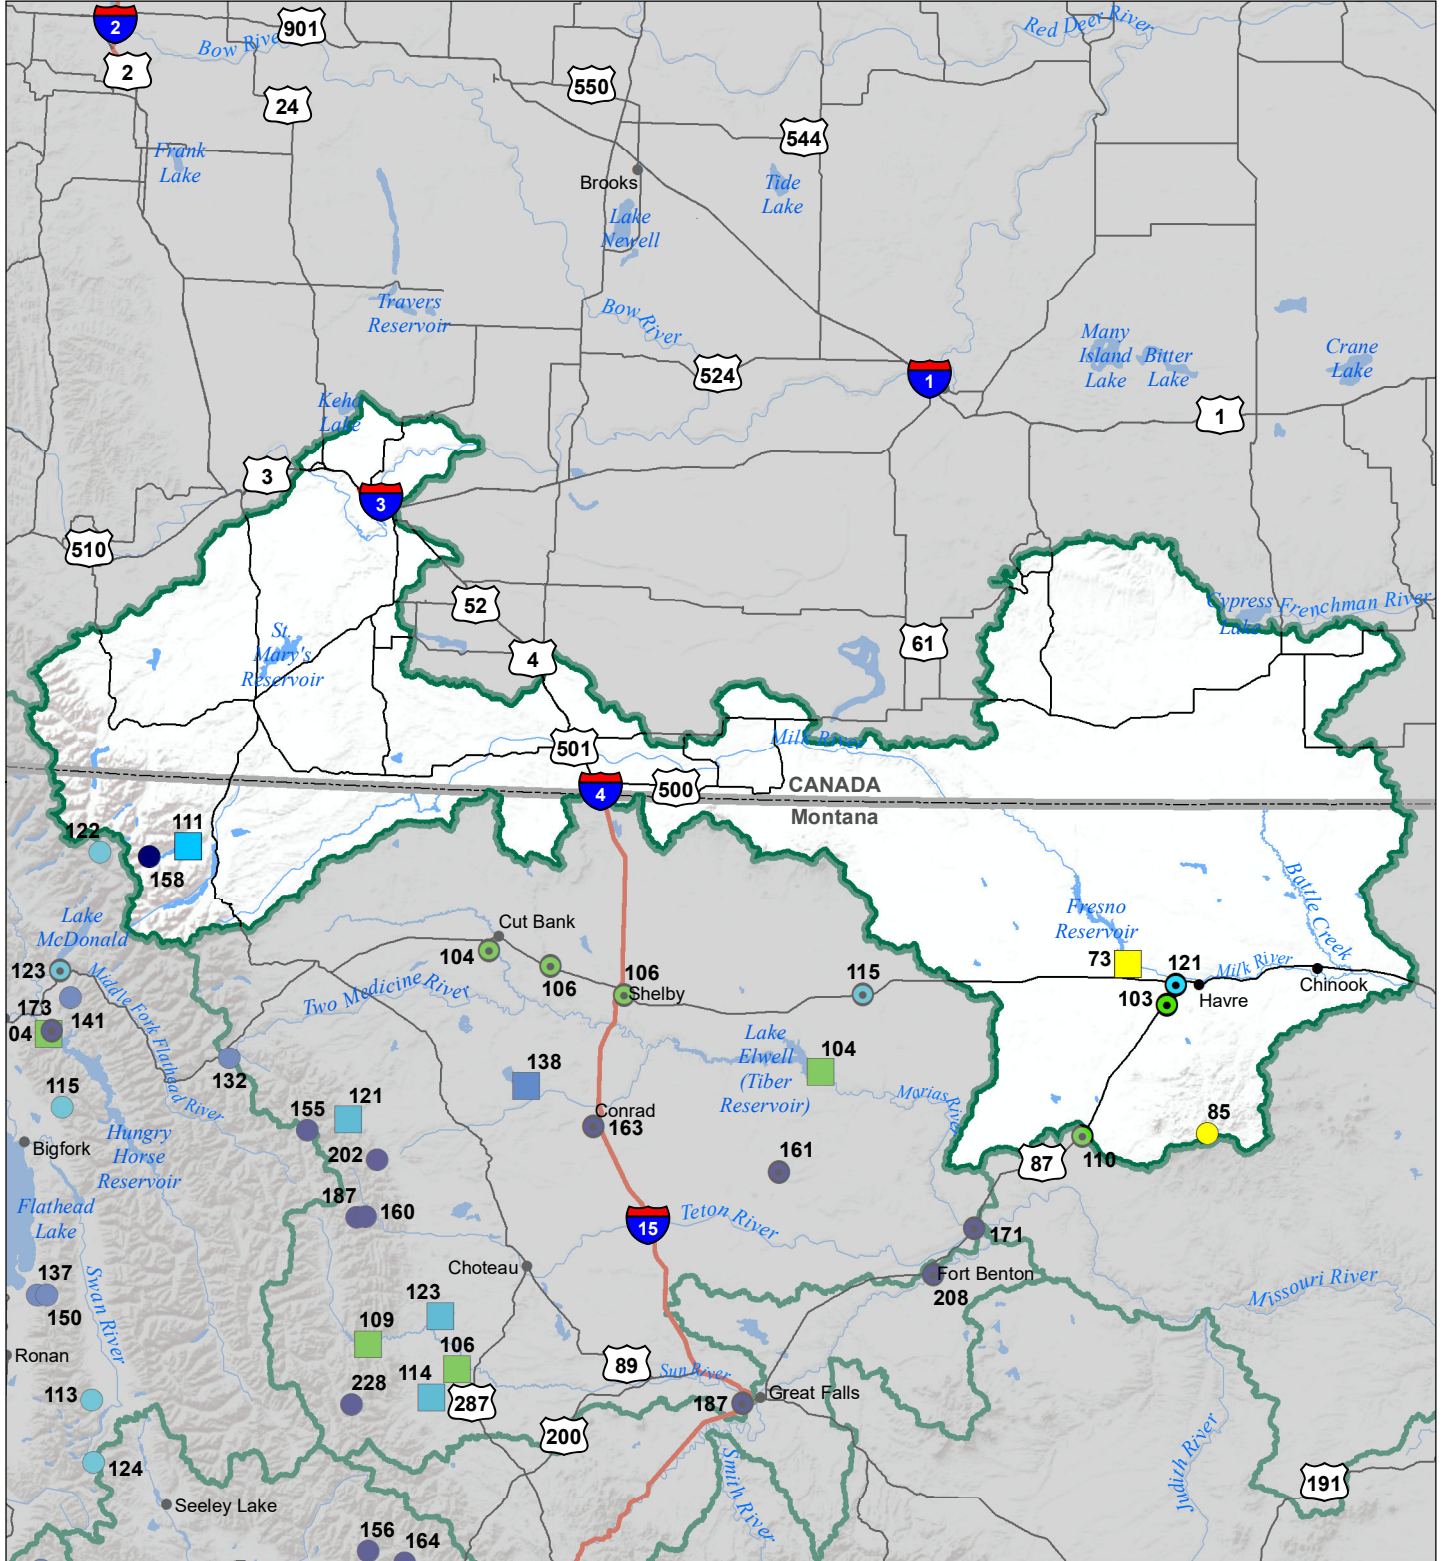 2
901
Bow River
Red Deer River
2
550
24
544
Frank
Lake
Brooks
Tide
Lake
Lake
Newell
Travers
Reservoir
Bow River
Many
Island
Lake
Bitter
Lake
Crane
Lake
524
1
1
Keho
Lake
3
3
510
52
Cypress
Lake
Frenchman River
St.
Mary's
Reservoir
4
61
501
Milk River
4
500
CANADA
Montana
122
111
158
Battle Creek
Lake
McDonald
Fresno
Reservoir
Cut Bank
104
106
106
Shelby
115
73
121
Milk River
Chinook
103
Havre
123
Middle Fork Flathead River
Two Medicine River
173
141
04
Lake
Elwell
(Tiber
Reservoir)
104
138
132
Marias River
115
121
155
Conrad
163
85
Bigfork
Hungry
Horse
Reservoir
202
161
87
110
187
160
Flathead
Lake
15
Teton River
171
Choteau
Fort Benton
208
137
150
Swan River
Missouri River
123
109
106
Ronan
89
Sun River
113
228
114
287
187
Great Falls
200
124
Smith River
Judith River
191
Seeley Lake
156
164